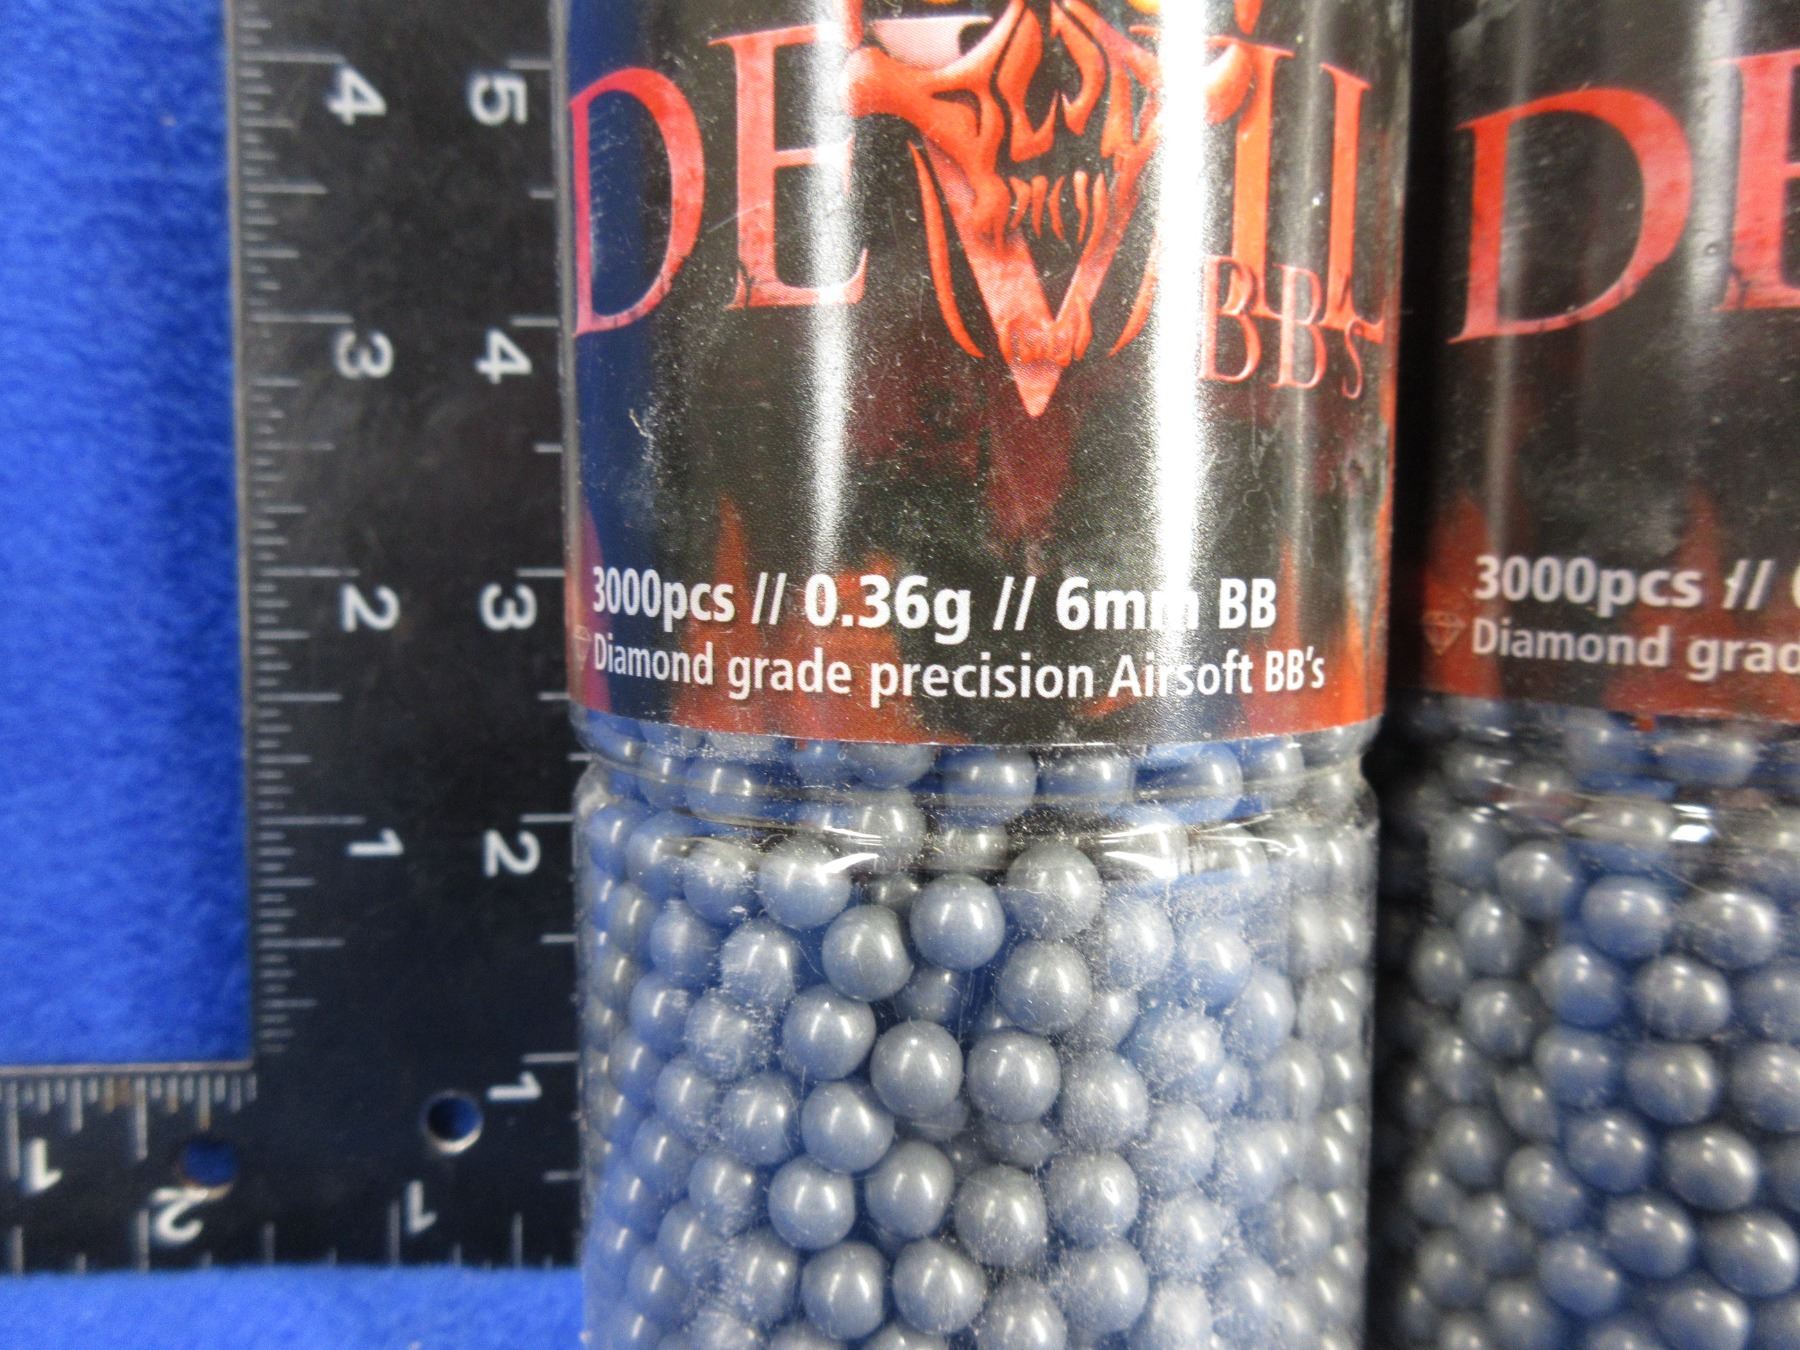 DEVIL
BB's
3000pcs // 0.36g // 6mm BB
Diamond grade precision Airsoft BB's
DE
3000pcs //
Diamond grad
4 5
3 4
2 3
1 2
1
1 2 1